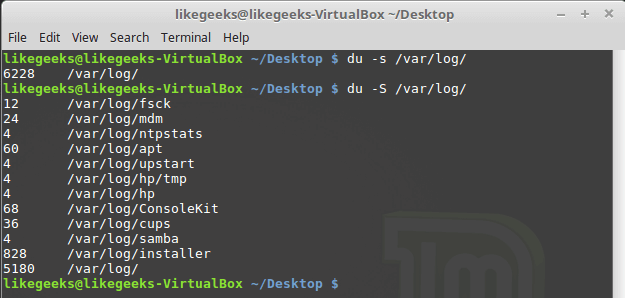 likegeeks@likegeeks-VirtualBox ~/Desktop
File Edit View Search Terminal Help
likegeeks@likegeeks-VirtualBox ~/Desktop $ du -s /var/log/
6228 /var/log/
likegeeks@likegeeks-VirtualBox ~/Desktop $ du -S /var/log/
12 /var/log/fsck
24 /var/log/mdm
4 /var/log/ntpstats
60 /var/log/apt
4 /var/log/upstart
4 /var/log/hp/tmp
4 /var/log/hp
68 /var/log/ConsoleKit
36 /var/log/cups
4 /var/log/samba
828 /var/log/installer
5180 /var/log/
likegeeks@likegeeks-VirtualBox ~/Desktop $